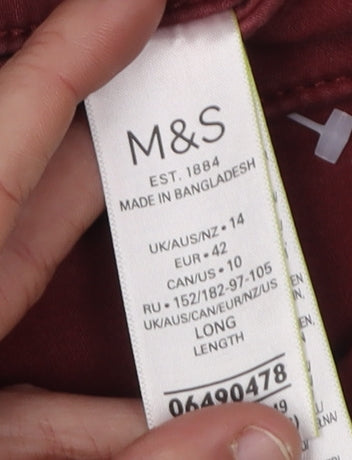 M&S
EST. 1884
MADE IN BANGLADESH
UK/AUS/NZ • 14
EUR • 42
CAN/US • 10
RU • 152/182-97-105
UK/AUS/CAN/EUR/NZ/US
LONG
LENGTH
06490478